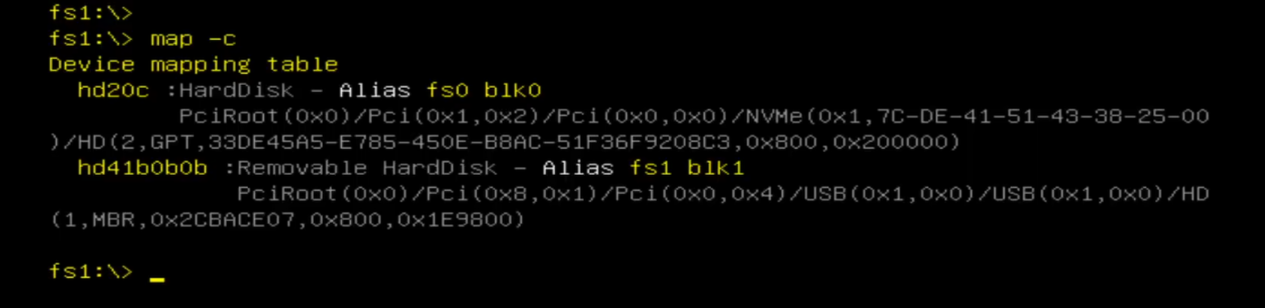 fs1:\>
fs1:\> map -c
Device mapping table
hd20c :HardDisk - Alias fs0 blk0
PciRoot(0x0)/Pci(0x1,0x2)/Pci(0x0,0x0)/NVMe(0x1,7C-DE-41-51-43-38-25-00
)/HD(2,GPT,33DE45A5-E785-450E-B8AC-51F36F9208C3,0x800,0x200000)
hd41b0b0b :Removable HardDisk - Alias fs1 blk1
PciRoot(0x0)/Pci(0x8,0x1)/Pci(0x0,0x4)/USB(0x1,0x0)/USB(0x1,0x0)/HD
(1,MBR,0x2CBACE07,0x800,0x1E9800)
fs1:\> _